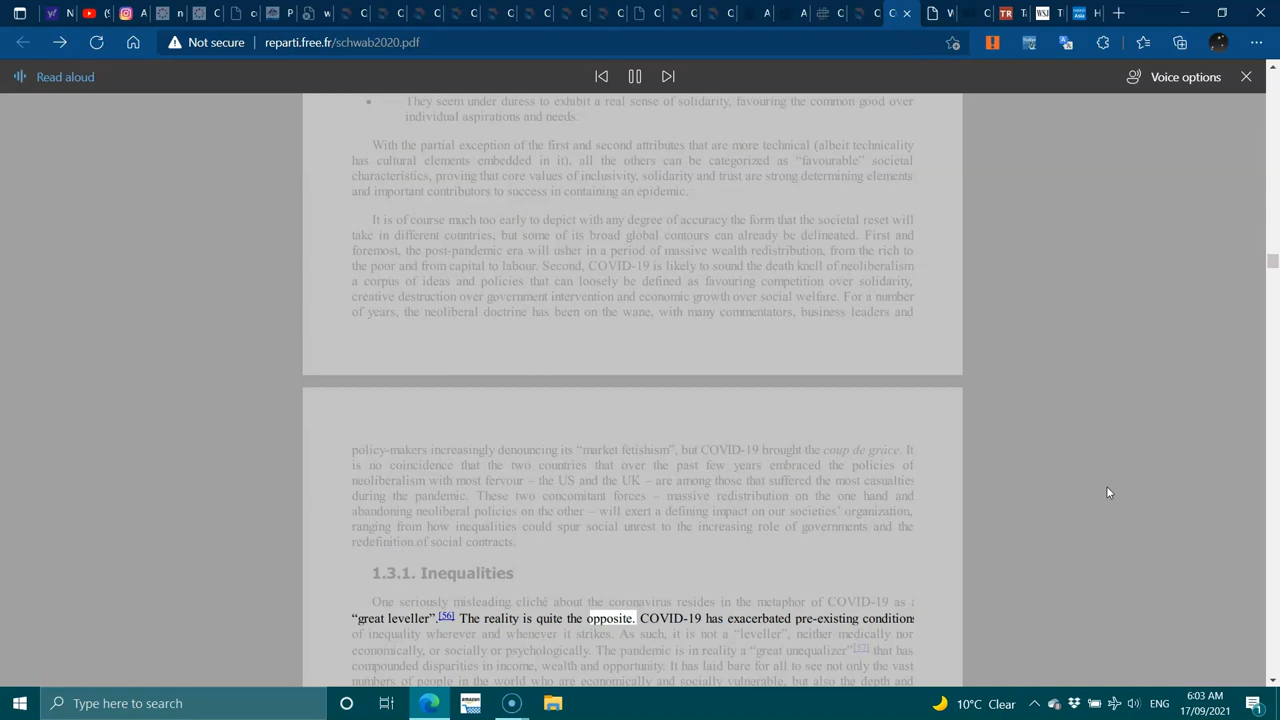 Not secure
reparti.free.fr/schwab2020.pdf
Read aloud
Voice options
• They seem under duress to exhibit a real sense of solidarity, favouring the common good over
individual aspirations and needs.
With the partial exception of the first and second attributes that are more technical (albeit technicality
has cultural elements embedded in it), all the others can be categorized as “favourable” societal
characteristics, proving that core values of inclusivity, solidarity and trust are strong determining elements
and important contributors to success in containing an epidemic.
It is of course much too early to depict with any degree of accuracy the form that the societal reset will
take in different countries, but some of its broad global contours can already be delineated. First and
foremost, the post-pandemic era will usher in a period of massive wealth redistribution, from the rich to
the poor and from capital to labour. Second, COVID-19 is likely to sound the death knell of neoliberalism
a corpus of ideas and policies that can loosely be defined as favouring competition over solidarity,
creative destruction over government intervention and economic growth over social welfare. For a number
of years, the neoliberal doctrine has been on the wane, with many commentators, business leaders and
policy-makers increasingly denouncing its “market fetishism”, but COVID-19 brought the coup de grâce. It
is no coincidence that the two countries that over the past few years embraced the policies of
neoliberalism with most fervour – the US and the UK – are among those that suffered the most casualties
during the pandemic. These two concomitant forces – massive redistribution on the one hand and
abandoning neoliberal policies on the other – will exert a defining impact on our societies’ organization,
ranging from how inequalities could spur social unrest to the increasing role of governments and the
redefinition of social contracts.
1.3.1. Inequalities
One seriously misleading cliché about the coronavirus resides in the metaphor of COVID-19 as a
“great leveller”.[56] The reality is quite the opposite. COVID-19 has exacerbated pre-existing conditions
of inequality wherever and whenever it strikes. As such, it is not a “leveller”, neither medically nor
economically, or socially or psychologically. The pandemic is in reality a “great unequalizer”[57] that has
compounded disparities in income, wealth and opportunity. It has laid bare for all to see not only the vast
numbers of people in the world who are economically and socially vulnerable, but also the depth and
Type here to search
10°C Clear
ENG
6:03 AM
17/09/2021